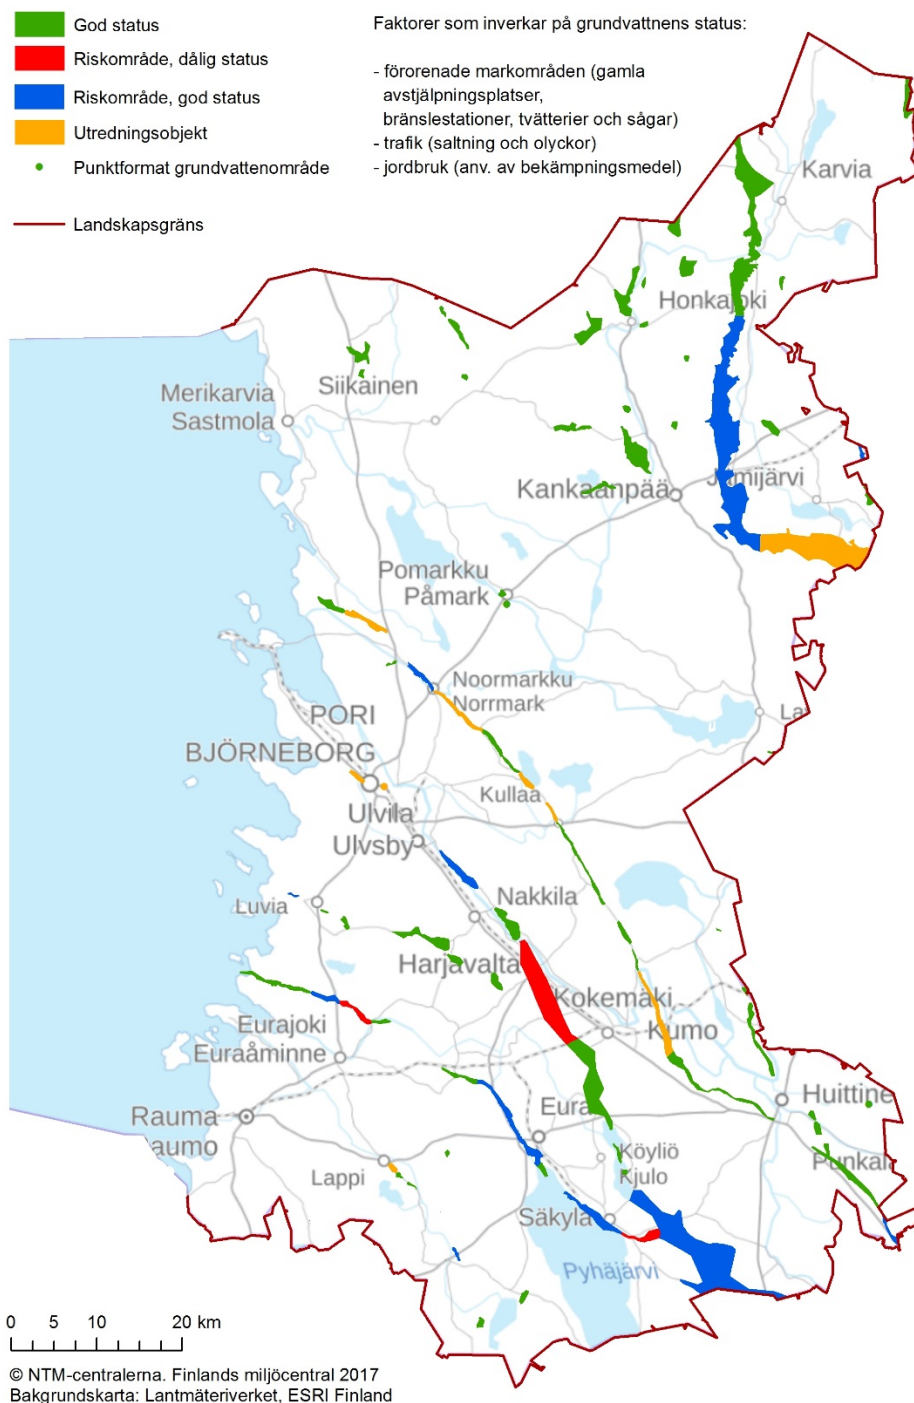 God status
Riskområde, dålig status
Riskområde, god status
Utredningsobjekt
Punktformat grundvattenområde
Landskapsgräns
Faktorer som inverkar på grundvattnens status:
- förorenade markområden (gamla
avstjälpningsplatser,
bränslestationer, tvätterier och sågar)
- trafik (saltning och olyckor)
- jordbruk (anv. av bekämpningsmedel)
Karvia
Honkajoki
Siikainen
Merikarvia
Sastmola
Kankaanpää
Jämijärvi
Pomarkku
Påmark
Noormarkku
Norrmark
PORI
BJÖRNEBORG
La
Kullaa
Ulvila
Ulvsby
Nakkila
Luvia
Harjavalta
Kokemäki
Kumo
Eurajoki
Euraåminne
Huittine
Rauma
aumo
Eura
Köyliö
Kjulo
Punkala
Lappi
Säkylä
Pyhäjärvi
0 5 10 20 km
© NTM-centralerna. Finlands miljöcentral 2017
Bakgrundskarta: Lantmäteriverket, ESRI Finland